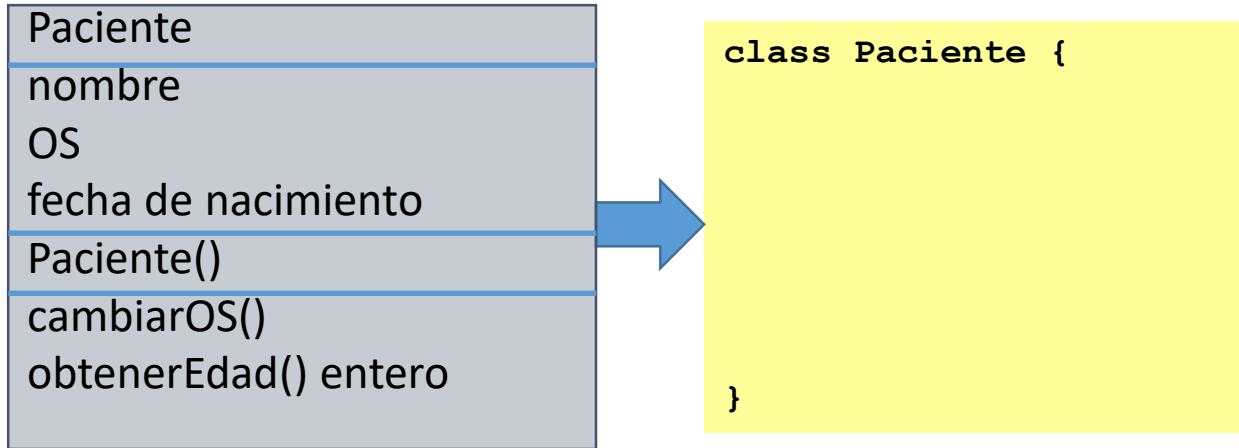 Paciente
nombre
OS
fecha de nacimiento
Paciente()
cambiarOS()
obtenerEdad() entero
class Paciente {
}